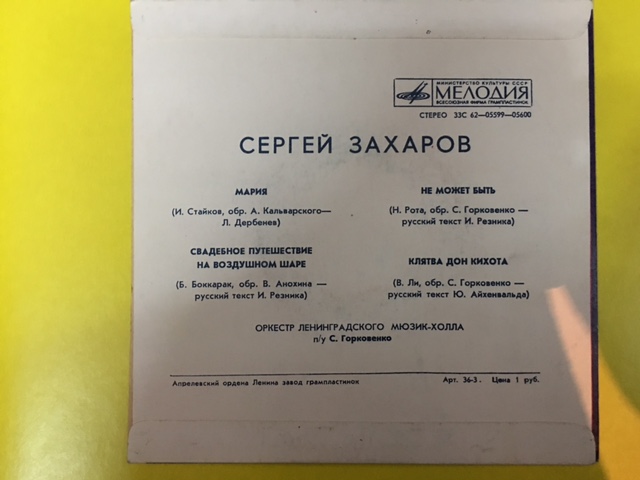 МИНИСТЕРСТВО КУЛЬТУРЫ СССР
МЕЛОДИЯ
ВСЕСОЮЗНАЯ ФИРМА ГРАМПЛАСТИНОК
СТЕРЕО 33С 62—05599—05600
СЕРГЕЙ ЗАХАРОВ
МАРИЯ
(И. Стайков, обр. А. Кальварского—
Л. Дербенев)
СВАДЕБНОЕ ПУТЕШЕСТВИЕ
НА ВОЗДУШНОМ ШАРЕ
(Б. Боккарак, обр. В. Анохина —
русский текст И. Резника)
НЕ МОЖЕТ БЫТЬ
(Н. Рота, обр. С. Горковенко —
русский текст И. Резника)
КЛЯТВА ДОН КИХОТА
(В. Ли, обр. С. Горковенко —
русский текст Ю. Айхенвальда)
ОРКЕСТР ЛЕНИНГРАДСКОГО МЮЗИК-ХОЛЛА
п/у С. Горковенко
Апрелевский ордена Ленина завод грампластинок
Арт. 36-3. Цена 1 руб.